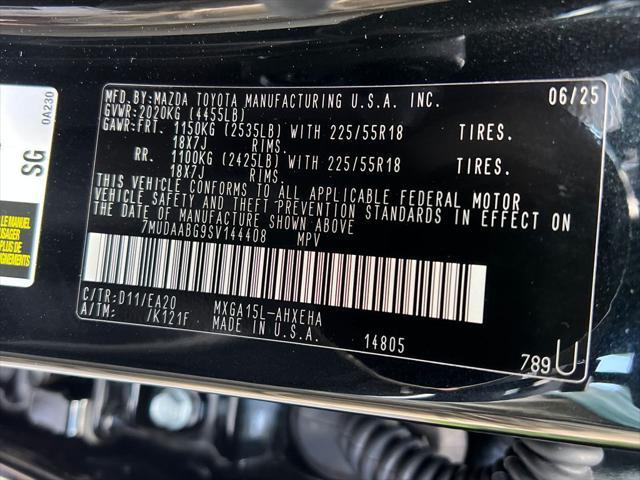 MFD.BY:MAZDA TOYOTA MANUFACTURING U.S.A. INC. 06/25
GVWR:2020KG (4455LB)
GAWR:FRT. 1150KG (2535LB) WITH 225/55R18 TIRES.
18X7J RIMS.
RR. 1100KG (2425LB) WITH 225/55R18 TIRES.
18X7J RIMS.
THIS VEHICLE CONFORMS TO ALL APPLICABLE FEDERAL MOTOR
VEHICLE SAFETY AND THEFT PREVENTION STANDARDS IN EFFECT ON
THE DATE OF MANUFACTURE SHOWN ABOVE
7MUDAABG9SV144408 MPV
C/TR:D11/EA20 MXGA15L-AHXEHA
A/TM: /K121F MADE IN U.S.A. 14805
789 U
0A230
SG
LE MANUEL